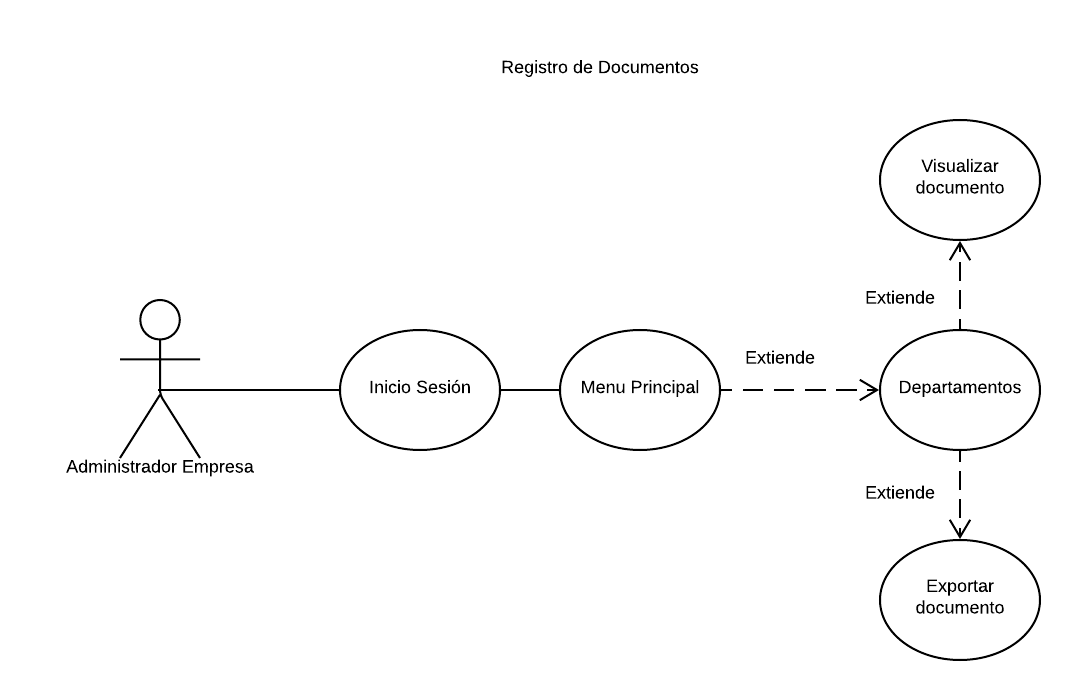 Registro de Documentos
Visualizar
documento
Extiende
Extiende
Inicio Sesión
Menu Principal
Departamentos
Administrador Empresa
Extiende
Exportar
documento